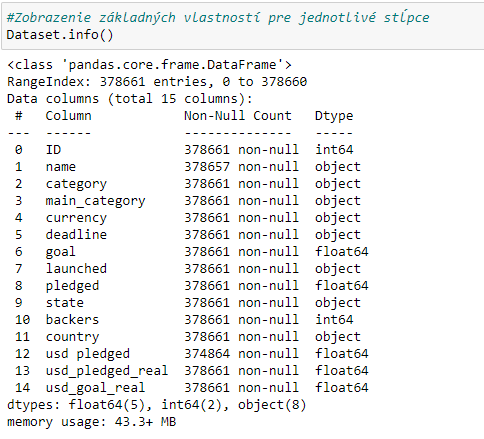 #Zobrazenie základných vlastností pre jednotlivé stĺpce
Dataset.info()
<class 'pandas.core.frame.DataFrame'>
RangeIndex: 378661 entries, 0 to 378660
Data columns (total 15 columns):
 #   Column            Non-Null Count   Dtype
---  ------            --------------   -----
 0   ID                378661 non-null  int64
 1   name              378657 non-null  object
 2   category          378661 non-null  object
 3   main_category     378661 non-null  object
 4   currency          378661 non-null  object
 5   deadline          378661 non-null  object
 6   goal              378661 non-null  float64
 7   launched          378661 non-null  object
 8   pledged           378661 non-null  float64
 9   state             378661 non-null  object
 10  backers           378661 non-null  int64
 11  country           378661 non-null  object
 12  usd pledged       374864 non-null  float64
 13  usd_pledged_real  378661 non-null  float64
 14  usd_goal_real     378661 non-null  float64
dtypes: float64(5), int64(2), object(8)
memory usage: 43.3+ MB